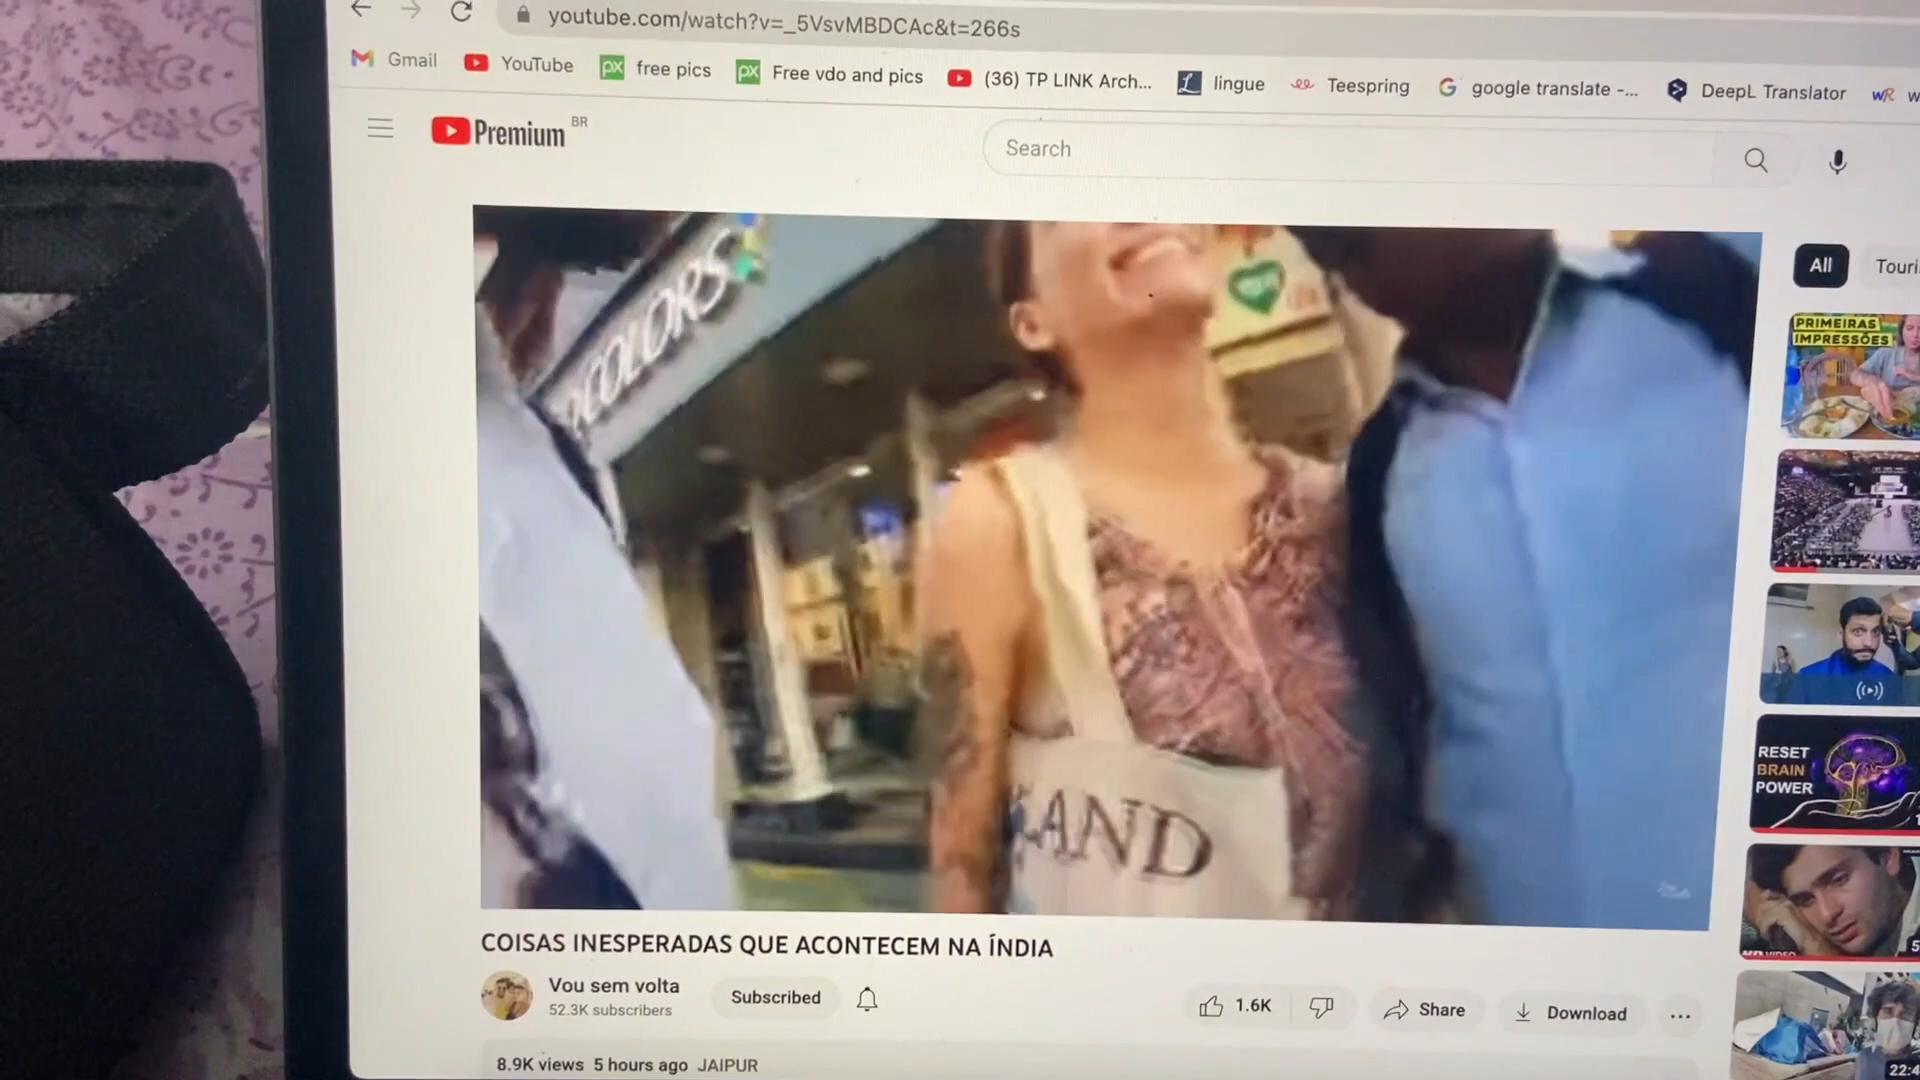 youtube.com/watch?v=_5VsvMBDCAc&t=266s
Gmail YouTube free pics Free vdo and pics (36) TP LINK Arch... lingue Teespring google translate -... DeepL Translator
Premium BR
Search
COLORS
AND
All
Touri
PRIMEIRAS
IMPRESSÕES
RESET
BRAIN
POWER
COISAS INESPERADAS QUE ACONTECEM NA ÍNDIA
Vou sem volta
52.3K subscribers
Subscribed
1.6K
Share
Download
22:4
8.9K views 5 hours ago JAIPUR